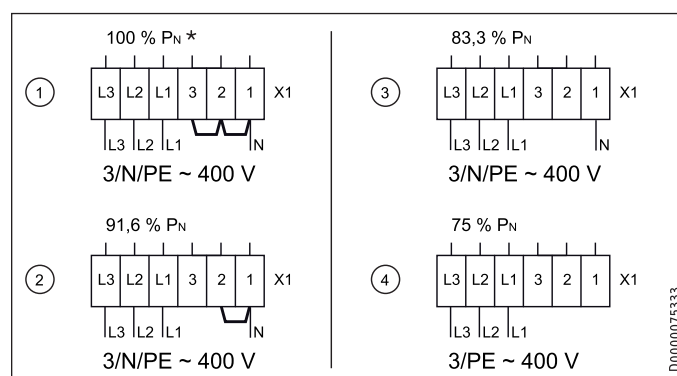 100 % PN *
1
L3 L2 L1 3 2 1 X1
L3 L2 L1 N
3/N/PE ~ 400 V
91,6 % PN
2
L3 L2 L1 3 2 1 X1
L3 L2 L1 N
3/N/PE ~ 400 V
83,3 % PN
3
L3 L2 L1 3 2 1 X1
L3 L2 L1 N
3/N/PE ~ 400 V
75 % PN
4
L3 L2 L1 3 2 1 X1
L3 L2 L1
3/PE ~ 400 V
D0000075333